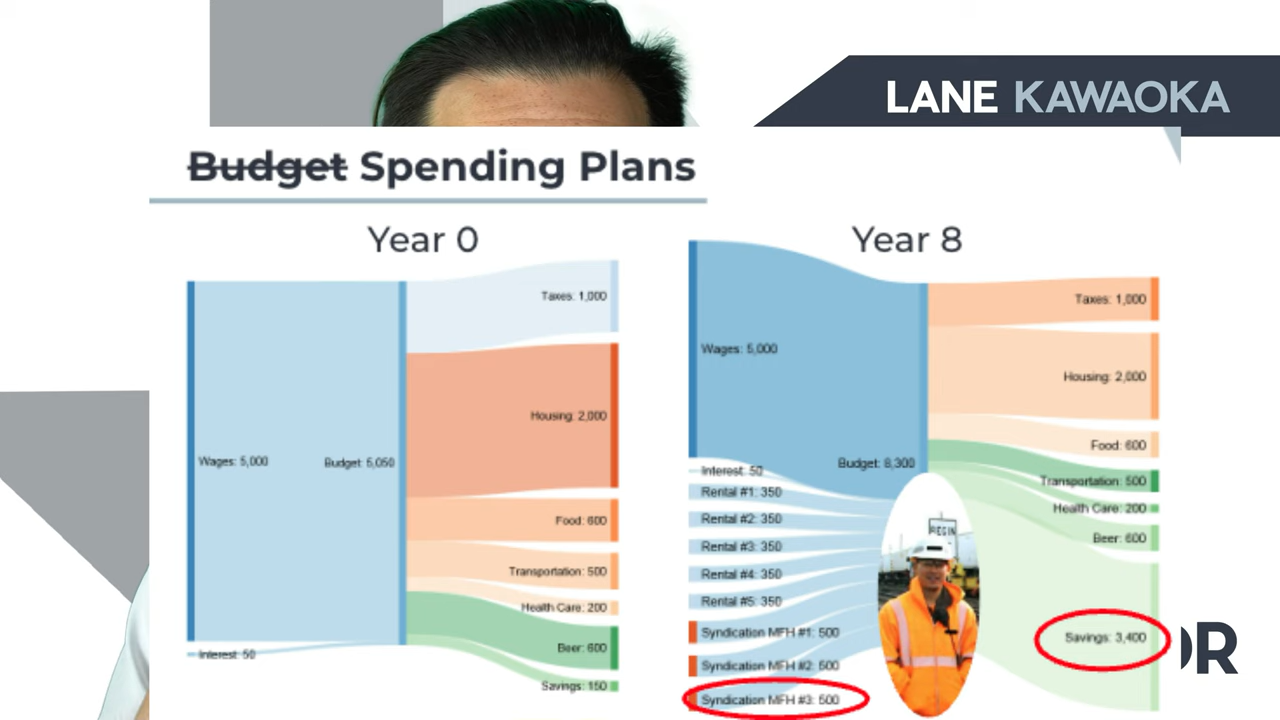 LANE KAWAOKA
Budget Spending Plans
Year 0
Year 8
Taxes: 1,000
Housing: 2,000
Wages: 5,000
Budget: 5,050
Food: 600
Transportation: 500
Health Care: 200
Beer: 600
Interest: 50
Savings: 150
Taxes: 1,000
Wages: 5,000
Housing: 2,000
Food: 600
Budget: 8,300
Interest: 50
Transportation: 500
Rental #1: 350
Health Care: 200
Rental #2: 350
Beer: 600
Rental #3: 350
Rental #4: 350
Rental #5: 350
Syndication MFH #1: 500
Savings: 3,400
Syndication MFH #2: 500
Syndication MFH #3: 500
BEGIN
OR